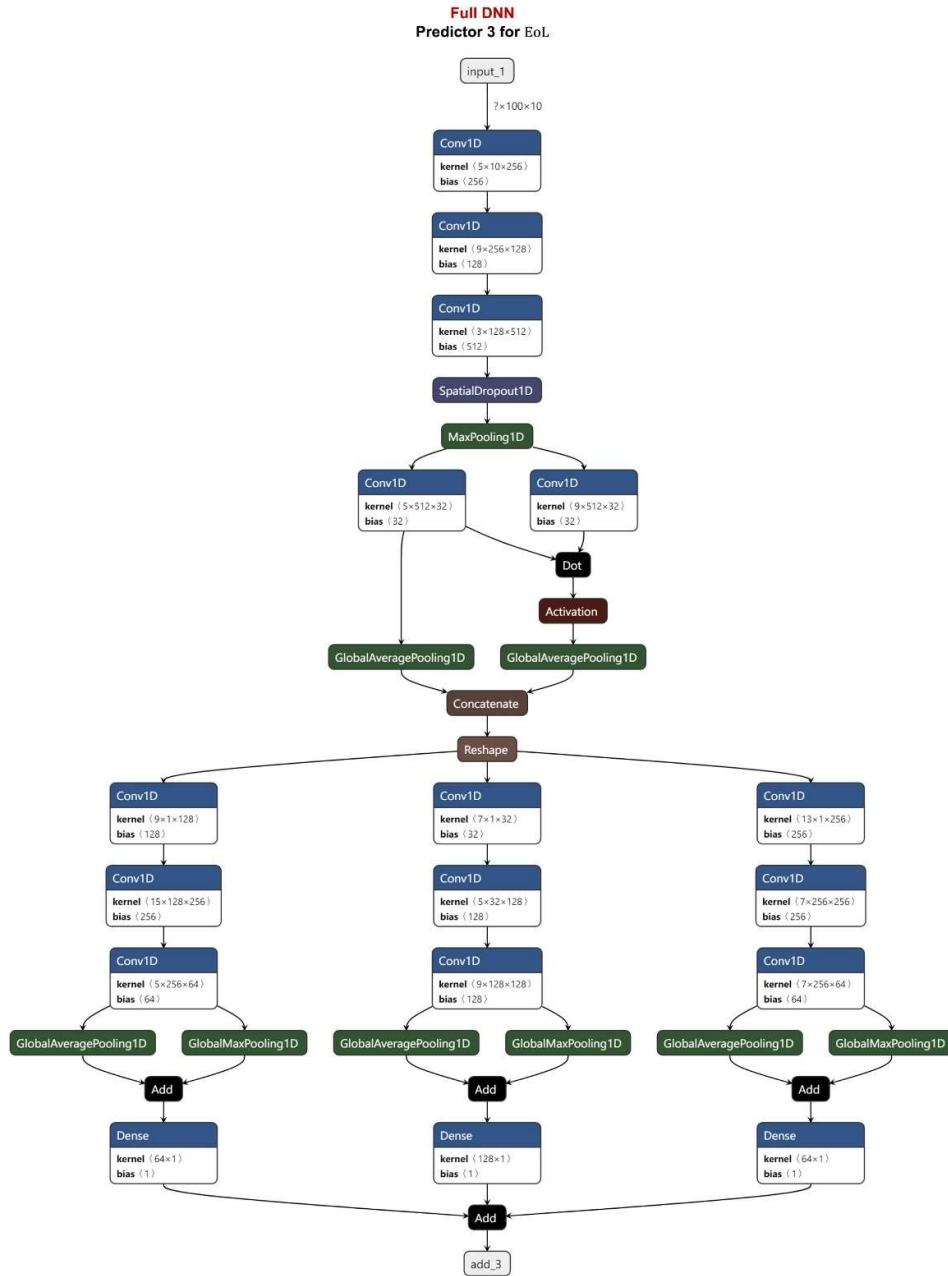 Full DNN
Predictor 3 for EoL
input_1
?×100×10
Conv1D
kernel ⟨5×10×256⟩
bias ⟨256⟩
Conv1D
kernel ⟨9×256×128⟩
bias ⟨128⟩
Conv1D
kernel ⟨3×128×512⟩
bias ⟨512⟩
SpatialDropout1D
MaxPooling1D
Conv1D
kernel ⟨5×512×32⟩
bias ⟨32⟩
Conv1D
kernel ⟨9×512×32⟩
bias ⟨32⟩
Dot
Activation
GlobalAveragePooling1D
GlobalAveragePooling1D
Concatenate
Reshape
Conv1D
kernel ⟨9×1×128⟩
bias ⟨128⟩
Conv1D
kernel ⟨7×1×32⟩
bias ⟨32⟩
Conv1D
kernel ⟨13×1×256⟩
bias ⟨256⟩
Conv1D
kernel ⟨15×128×256⟩
bias ⟨256⟩
Conv1D
kernel ⟨5×32×128⟩
bias ⟨128⟩
Conv1D
kernel ⟨7×256×256⟩
bias ⟨256⟩
Conv1D
kernel ⟨5×256×64⟩
bias ⟨64⟩
Conv1D
kernel ⟨9×128×128⟩
bias ⟨128⟩
Conv1D
kernel ⟨7×256×64⟩
bias ⟨64⟩
GlobalAveragePooling1D
GlobalMaxPooling1D
GlobalAveragePooling1D
GlobalMaxPooling1D
GlobalAveragePooling1D
GlobalMaxPooling1D
Add
Add
Add
Dense
kernel ⟨64×1⟩
bias ⟨1⟩
Dense
kernel ⟨128×1⟩
bias ⟨1⟩
Dense
kernel ⟨64×1⟩
bias ⟨1⟩
Add
add_3